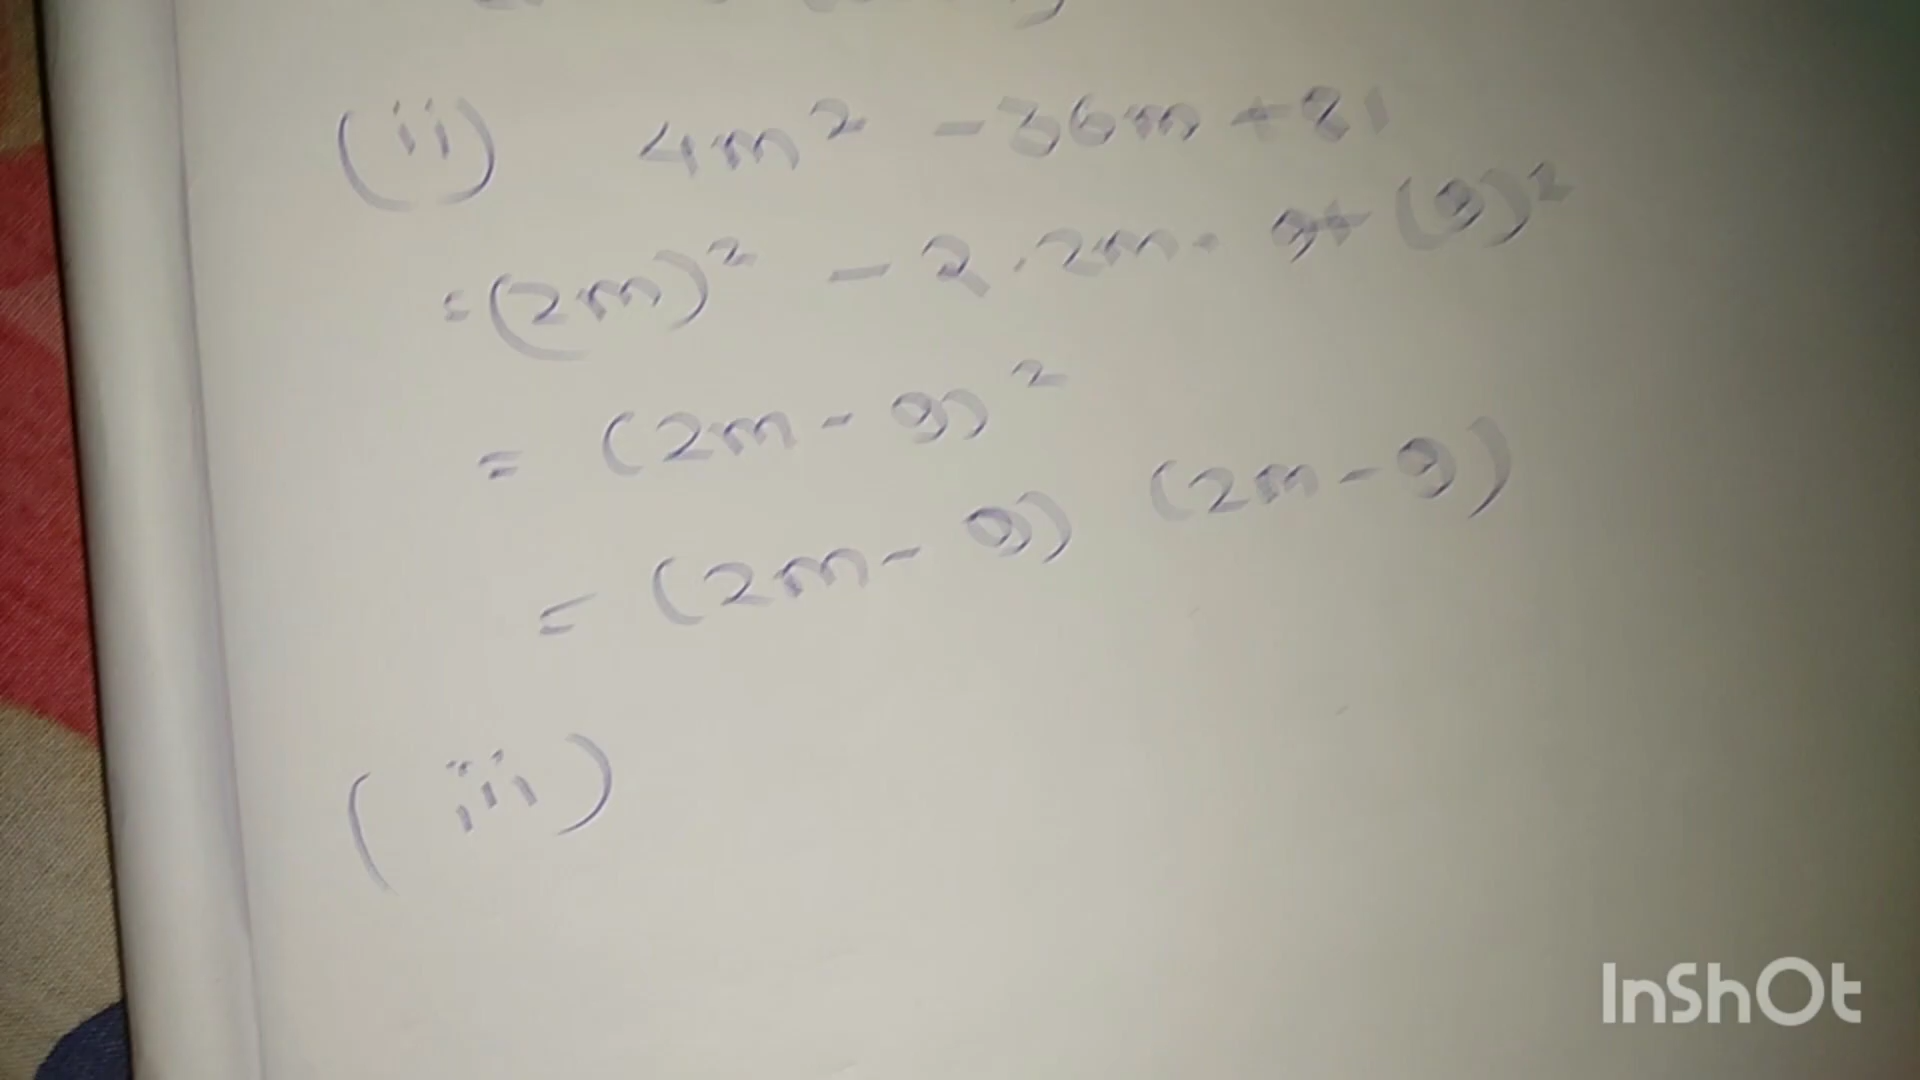 (ii) 4m² - 36m + 81
= (2m)² - 2 · 2m · 9 + (9)²
= (2m - 9)²
= (2m - 9) (2m - 9)
(iii)
InShOt